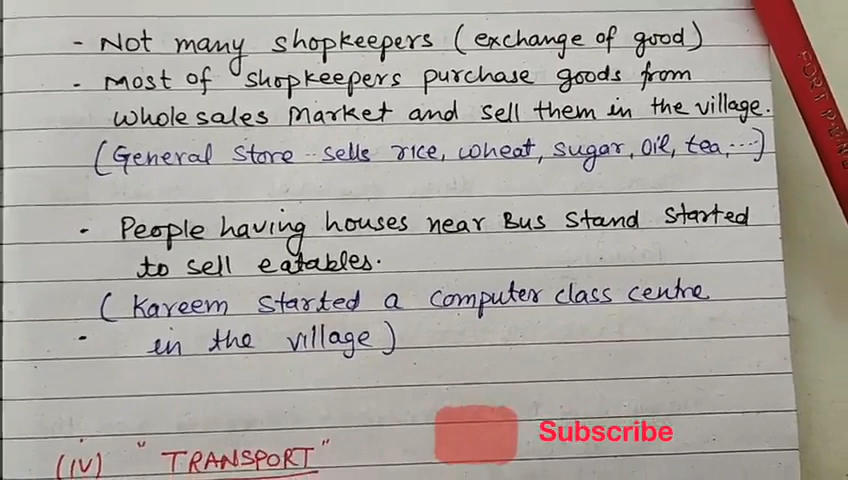 - Not many shopkeepers (exchange of good)
- Most of shopkeepers purchase goods from
wholesales market and sell them in the village.
(General store .. sells rice, wheat, sugar, oil, tea, ...)
· People having houses near Bus Stand started
to sell eatables.
( Kareem started a computer class centre
· in the village)
Subscribe
(iv) "TRANSPORT"